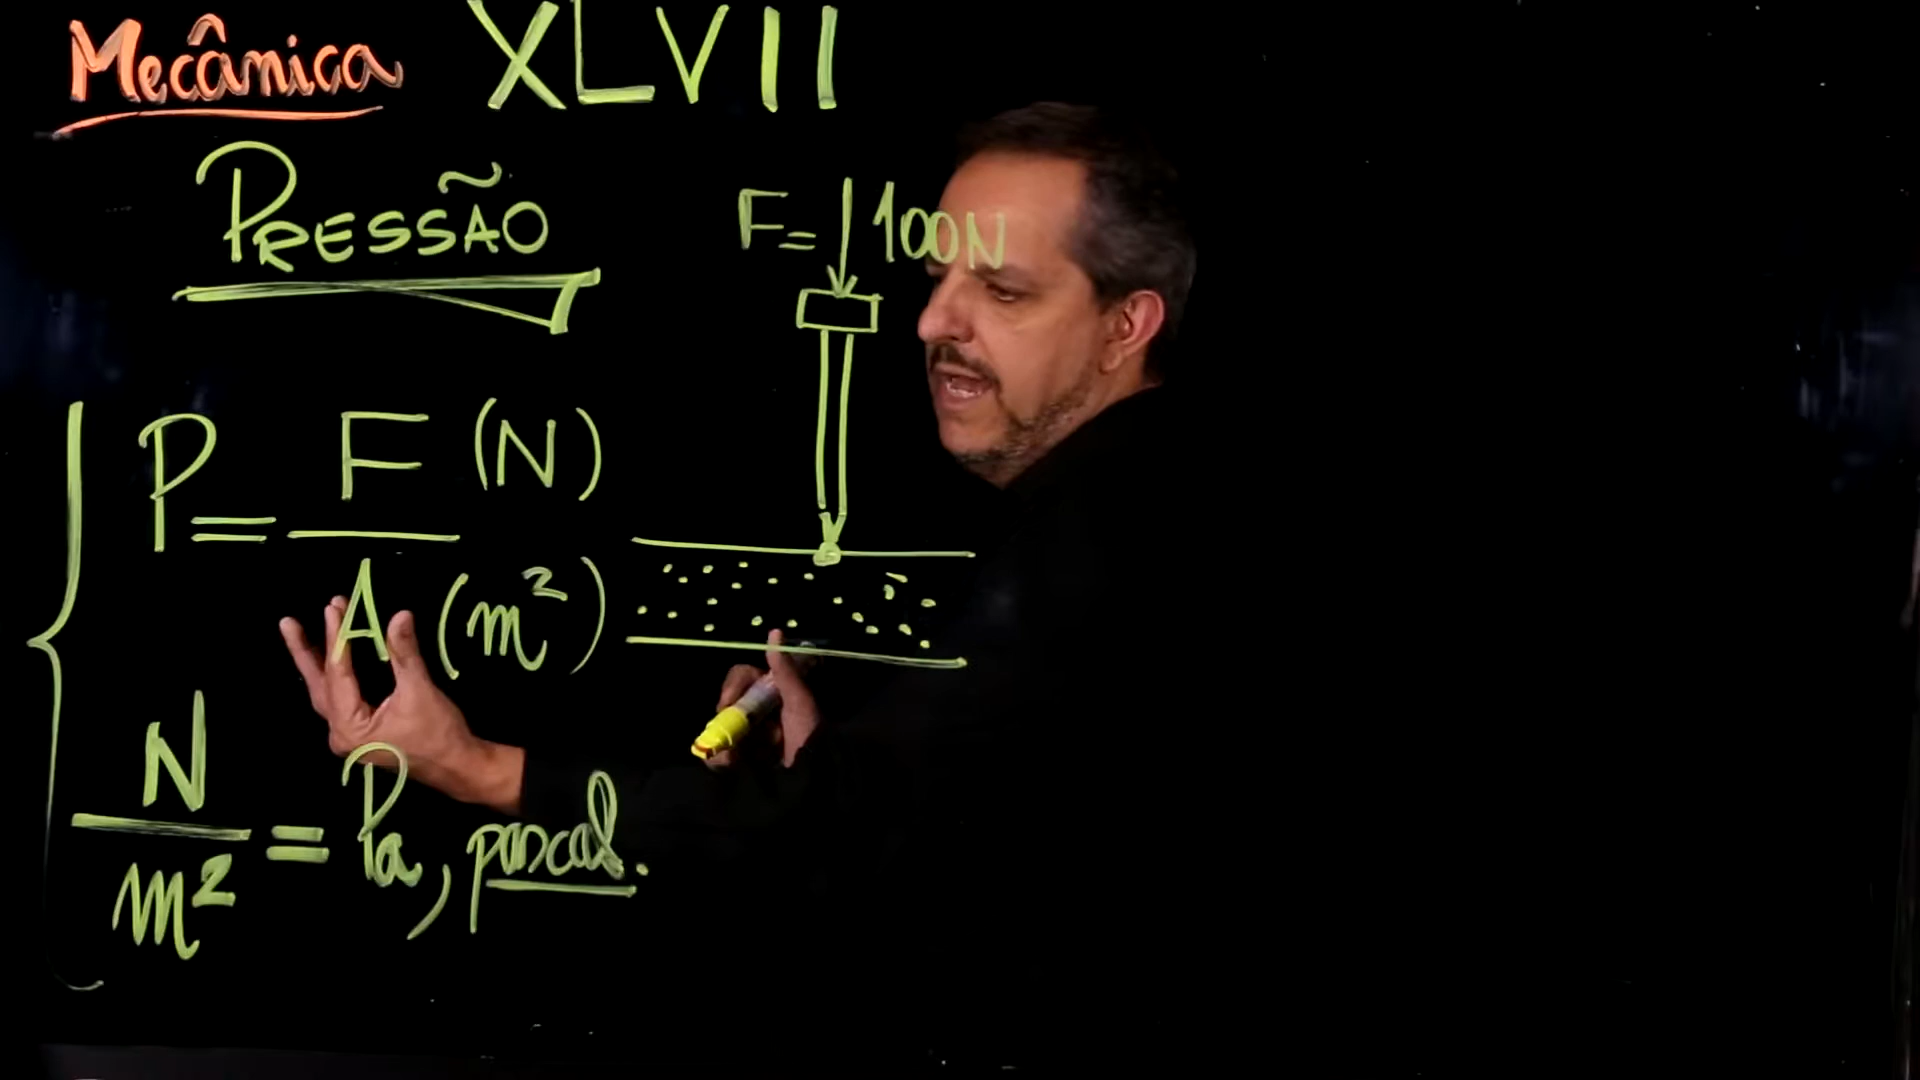 Mecânica XLVII
PRESSÃO
F= 100N
P = F (N)
A (m²)
N
m² = Pa, pascal.